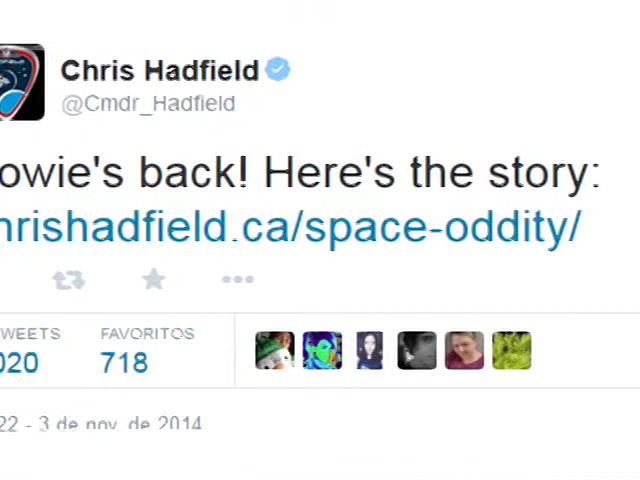 Chris Hadfield
@Cmdr_Hadfield
owie's back! Here's the story:
hrishadfield.ca/space-oddity/
WEETS FAVORITOS
020 718
22 - 3 de nov. de 2014